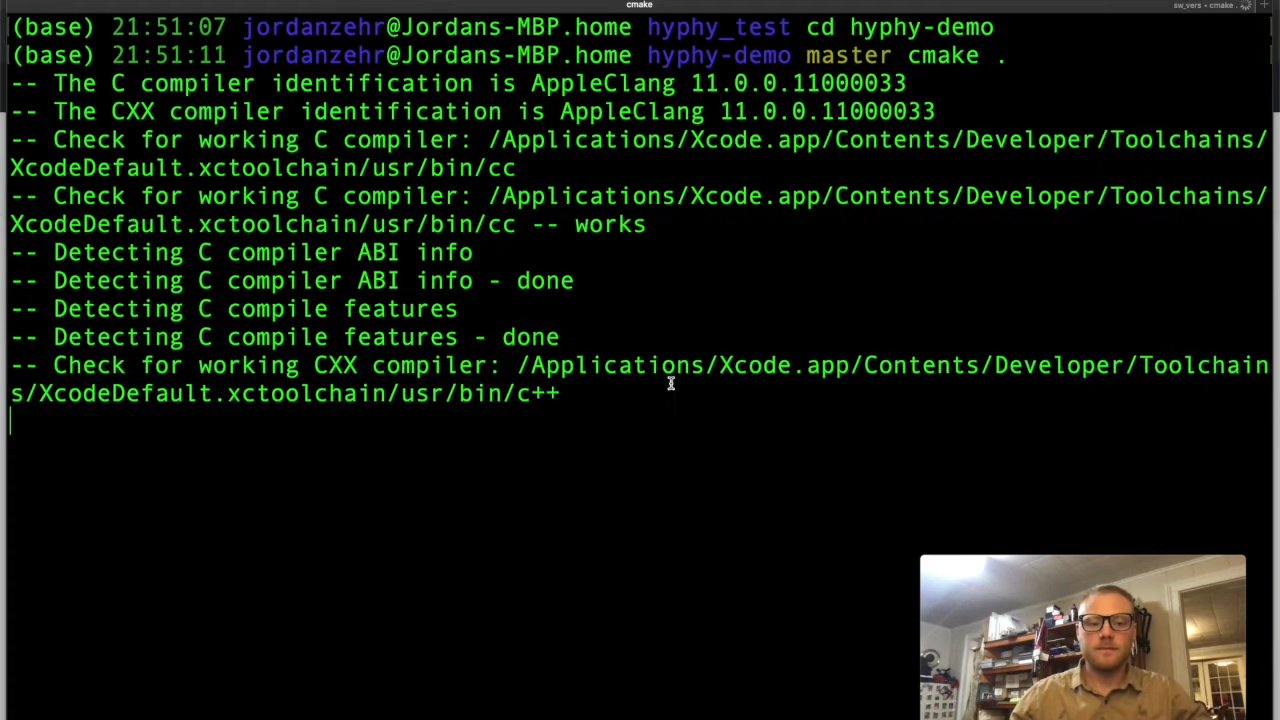 cmake
sw_vers • cmake .
(base) 21:51:07 jordanzehr@Jordans-MBP.home hyphy_test cd hyphy-demo
(base) 21:51:11 jordanzehr@Jordans-MBP.home hyphy-demo master cmake .
-- The C compiler identification is AppleClang 11.0.0.11000033
-- The CXX compiler identification is AppleClang 11.0.0.11000033
-- Check for working C compiler: /Applications/Xcode.app/Contents/Developer/Toolchains/
XcodeDefault.xctoolchain/usr/bin/cc
-- Check for working C compiler: /Applications/Xcode.app/Contents/Developer/Toolchains/
XcodeDefault.xctoolchain/usr/bin/cc -- works
-- Detecting C compiler ABI info
-- Detecting C compiler ABI info - done
-- Detecting C compile features
-- Detecting C compile features - done
-- Check for working CXX compiler: /Applications/Xcode.app/Contents/Developer/Toolchain
s/XcodeDefault.xctoolchain/usr/bin/c++